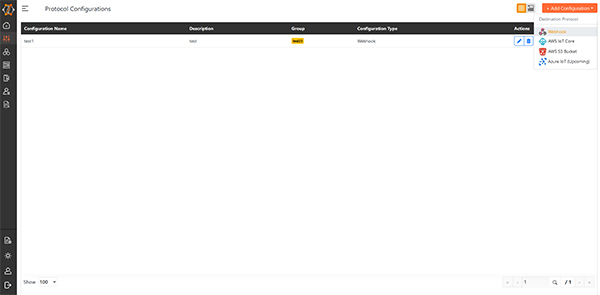 Protocol Configurations
+ Add Configuration
Destination Protocol
Webhook
AWS IoT Core
AWS S3 Bucket
Azure IoT (Upcoming)
Configuration Name Description Group Configuration Type Actions
test1 test Webhook
Show 100
« ‹ 1 / 1 › »